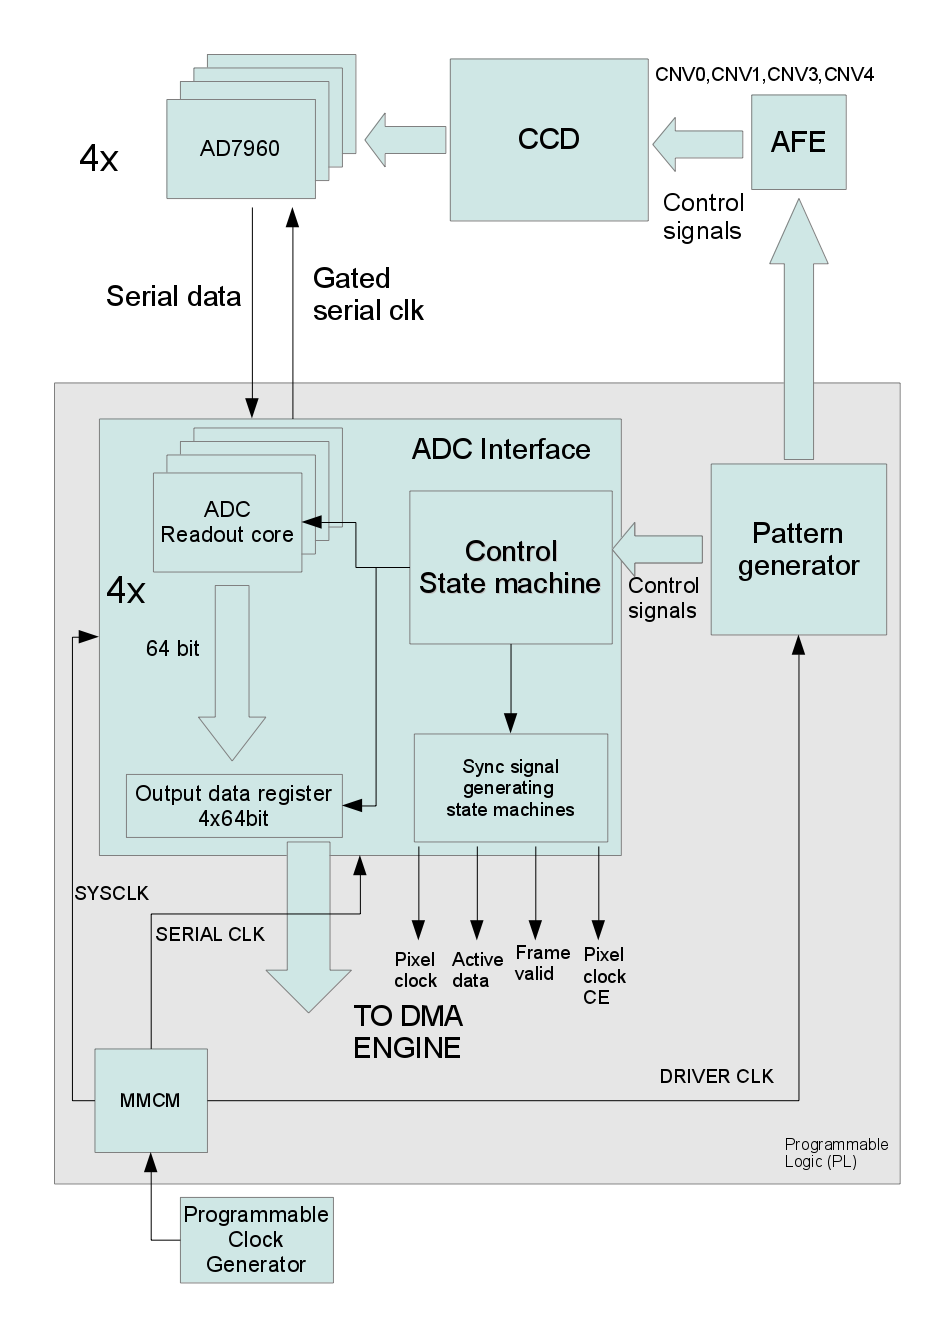 CNV0,CNV1,CNV3,CNV4
4x
AD7960
CCD
AFE
Control
signals
Serial data
Gated
serial clk
ADC Interface
ADC
Readout core
4x
Control
State machine
Control
signals
Pattern
generator
64 bit
Output data register
4x64bit
Sync signal
generating
state machines
SYSCLK
SERIAL CLK
Pixel
clock
Active
data
Frame
valid
Pixel
clock
CE
TO DMA
ENGINE
MMCM
DRIVER CLK
Programmable
Logic (PL)
Programmable
Clock
Generator